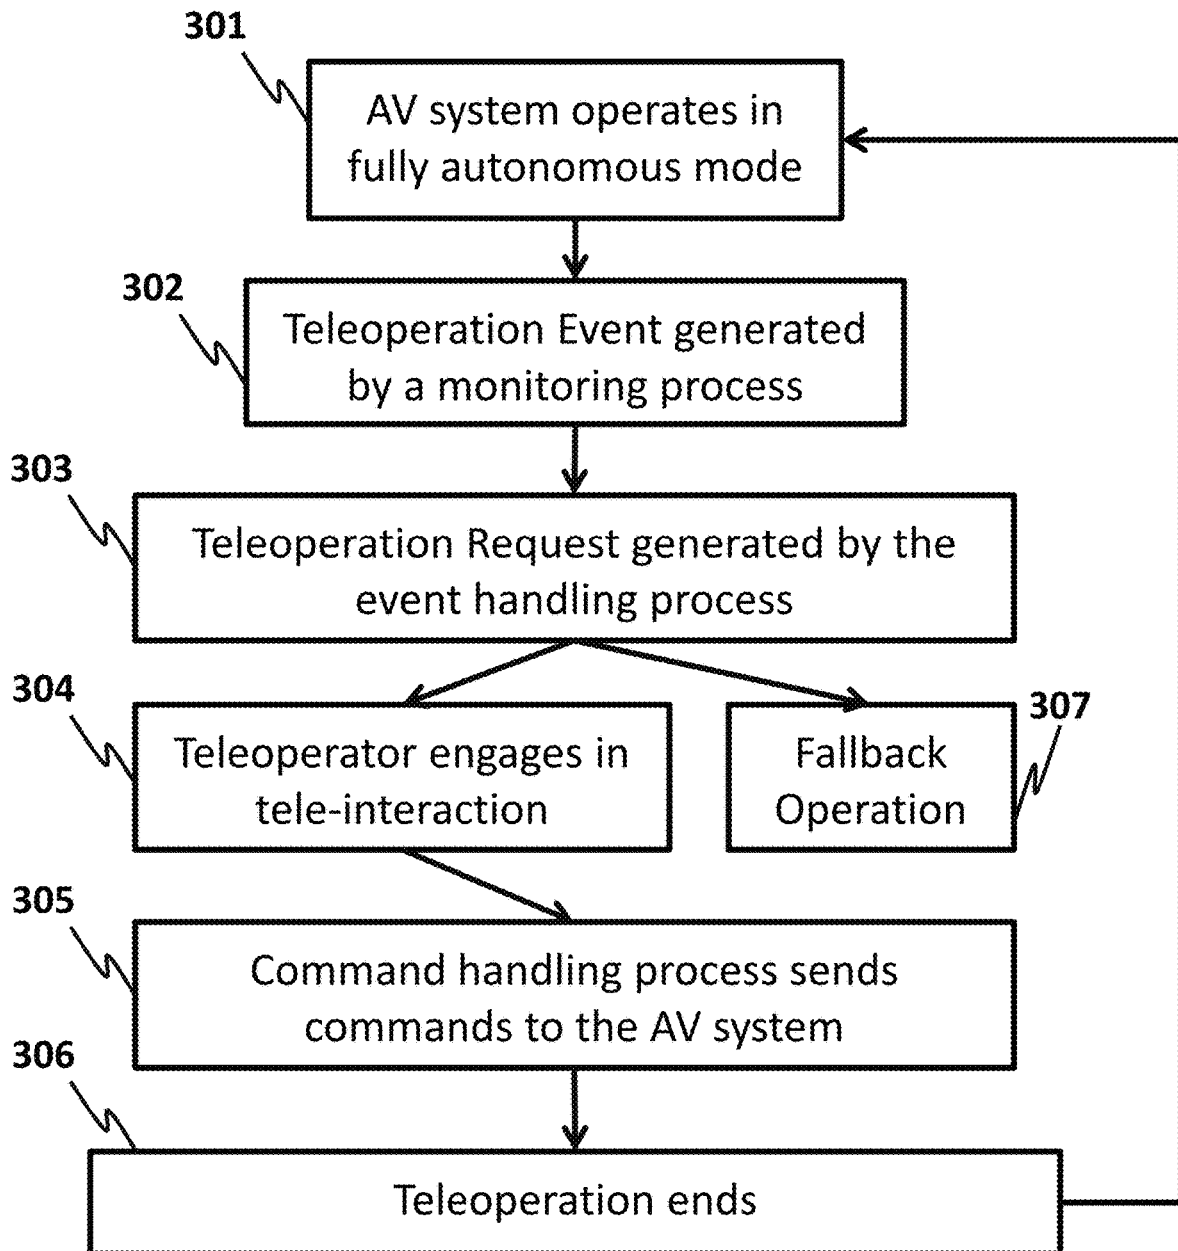 301
AV system operates in
fully autonomous mode
302
Teleoperation Event generated
by a monitoring process
303
Teleoperation Request generated by the
event handling process
304
Teleoperator engages in
tele-interaction
307
Fallback
Operation
305
Command handling process sends
commands to the AV system
306
Teleoperation ends